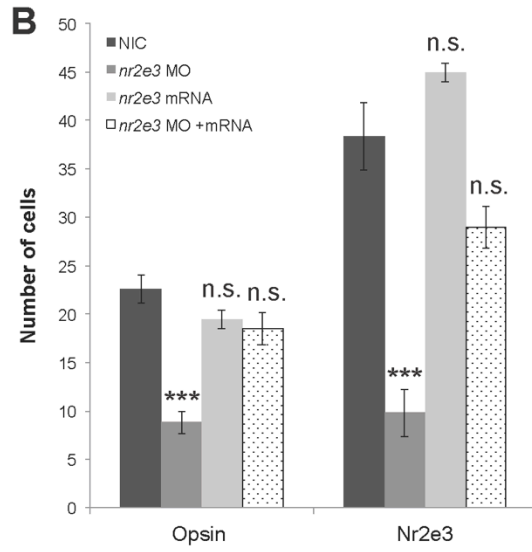 B
NIC
nr2e3 MO
nr2e3 mRNA
nr2e3 MO +mRNA
Number of cells
50
45
40
35
30
25
20
15
10
5
0
***
n.s.
n.s.
***
n.s.
n.s.
Opsin
Nr2e3